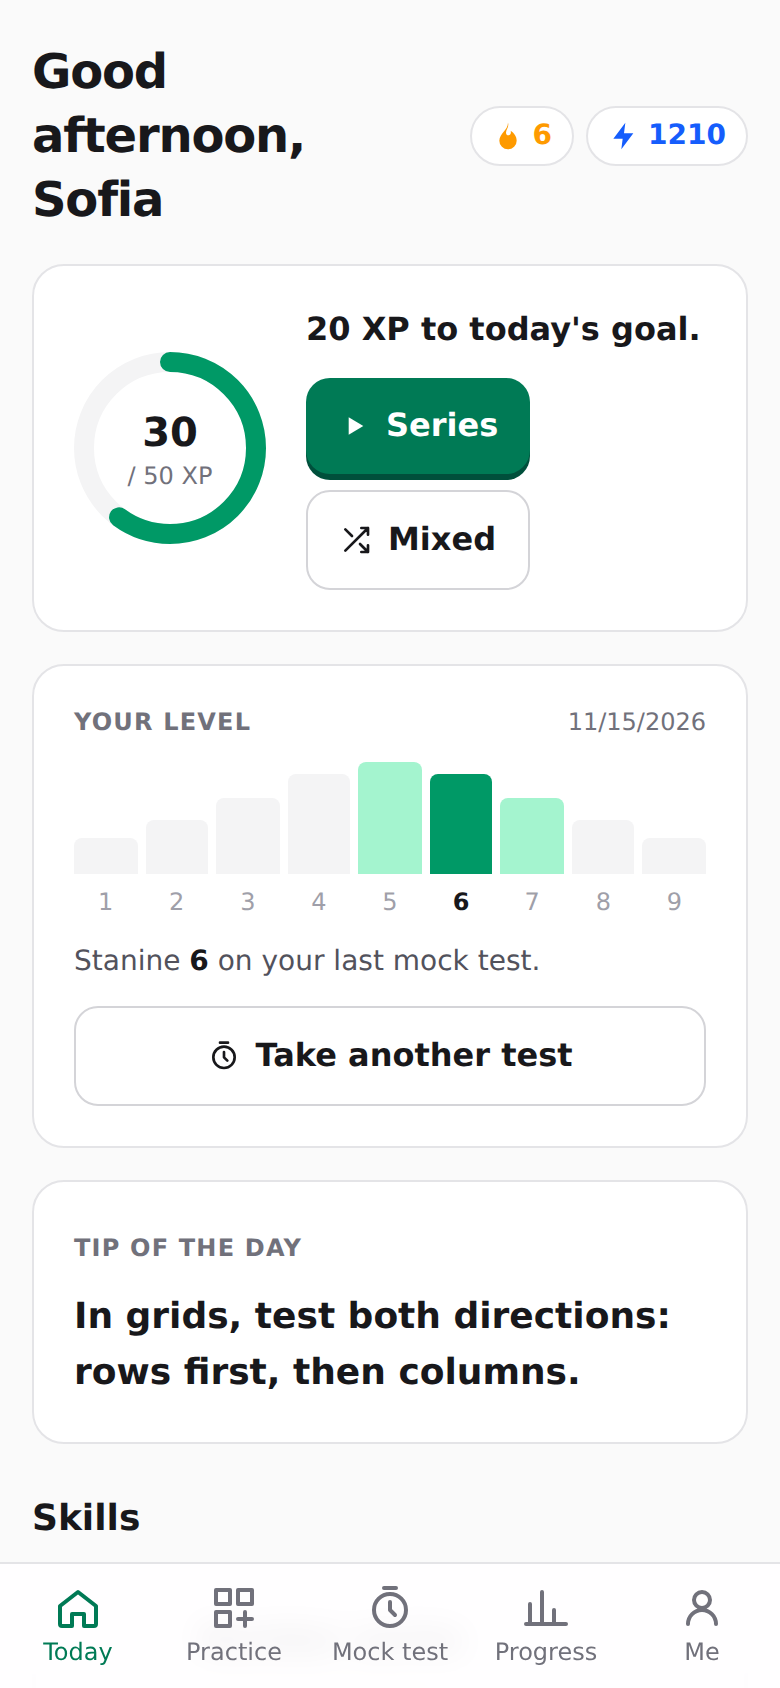 Good
afternoon,
Sofia
6
1210
20 XP to today's goal.
30
/ 50 XP
Series
Mixed
YOUR LEVEL
11/15/2026
1 2 3 4 5 6 7 8 9
Stanine 6 on your last mock test.
Take another test
TIP OF THE DAY
In grids, test both directions:
rows first, then columns.
Skills
Today Practice Mock test Progress Me